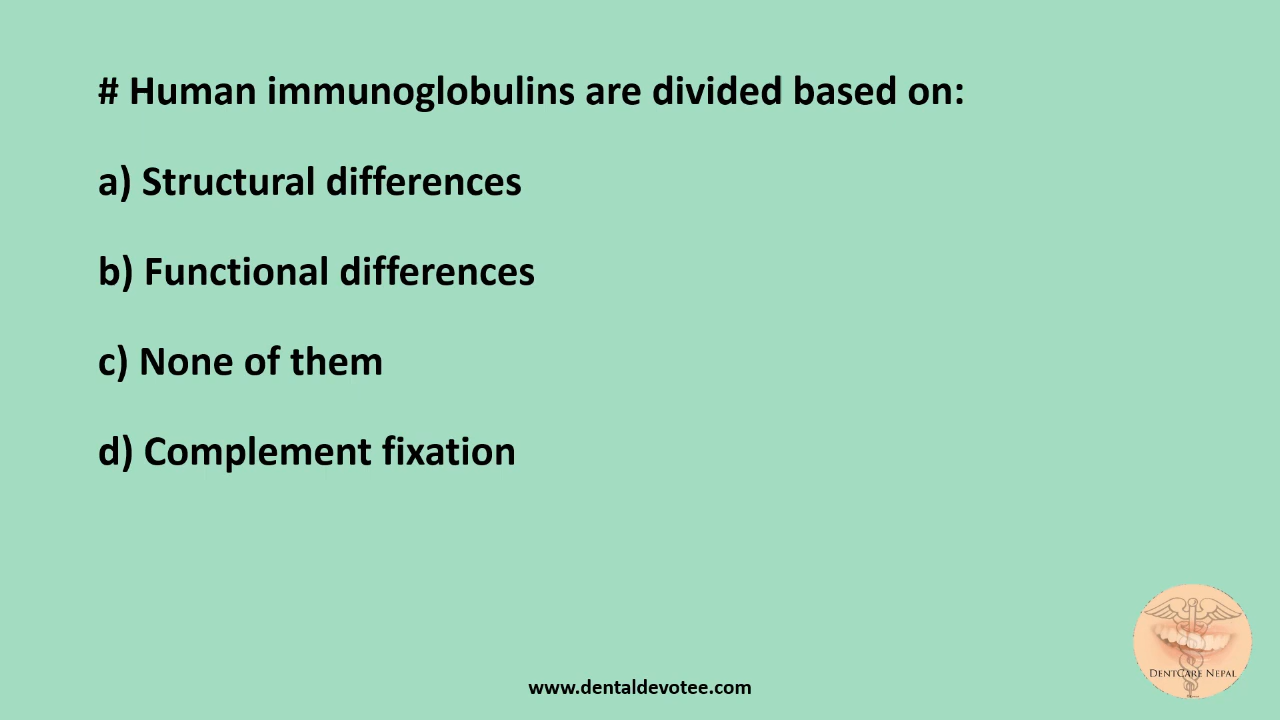 # Human immunoglobulins are divided based on:
a) Structural differences
b) Functional differences
c) None of them
d) Complement fixation
DentCare Nepal
www.dentaldevotee.com